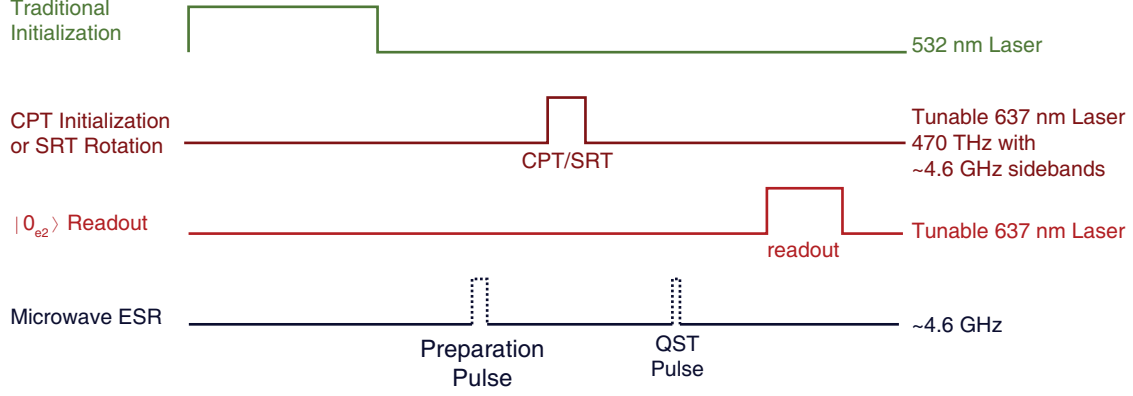 Traditional
Initialization
532 nm Laser
CPT Initialization
or SRT Rotation
CPT/SRT
Tunable 637 nm Laser
470 THz with
~4.6 GHz sidebands
|0e2⟩ Readout
readout
Tunable 637 nm Laser
Microwave ESR
Preparation
Pulse
QST
Pulse
~4.6 GHz